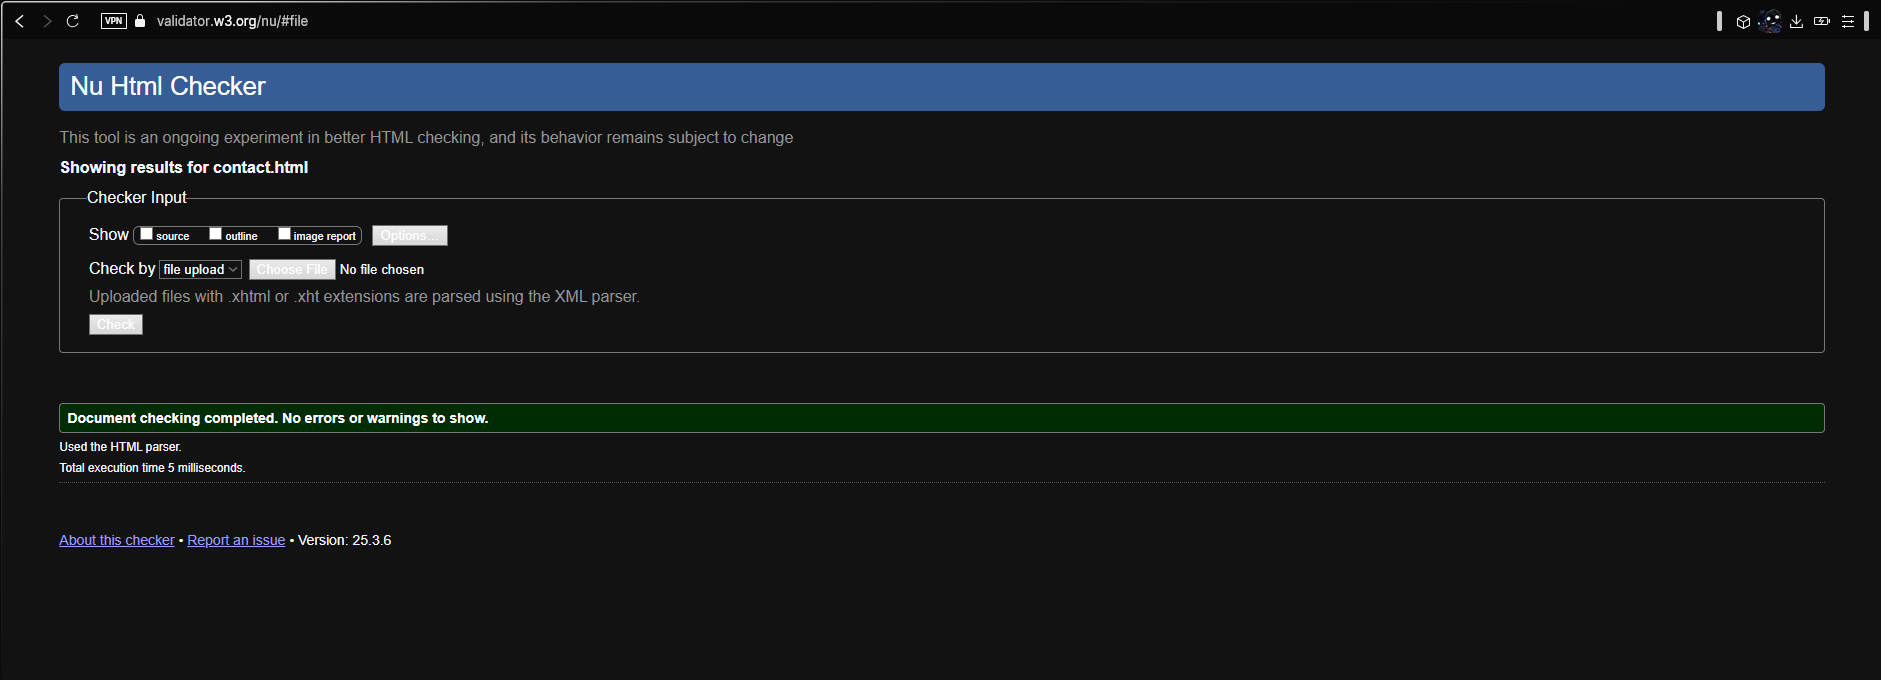 VPN validator.w3.org/nu/#file
Nu Html Checker
This tool is an ongoing experiment in better HTML checking, and its behavior remains subject to change
Showing results for contact.html
Checker Input
Show source outline image report Options...
Check by file upload Choose File No file chosen
Uploaded files with .xhtml or .xht extensions are parsed using the XML parser.
Check
Document checking completed. No errors or warnings to show.
Used the HTML parser.
Total execution time 5 milliseconds.
About this checker • Report an issue • Version: 25.3.6